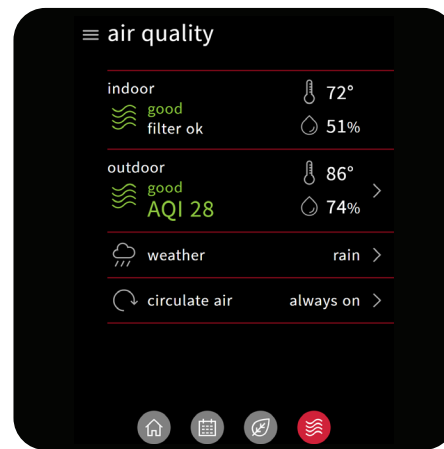 air quality
indoor
good
filter ok
72°
51%
outdoor
good
AQI 28
86°
74%
weather rain
circulate air always on